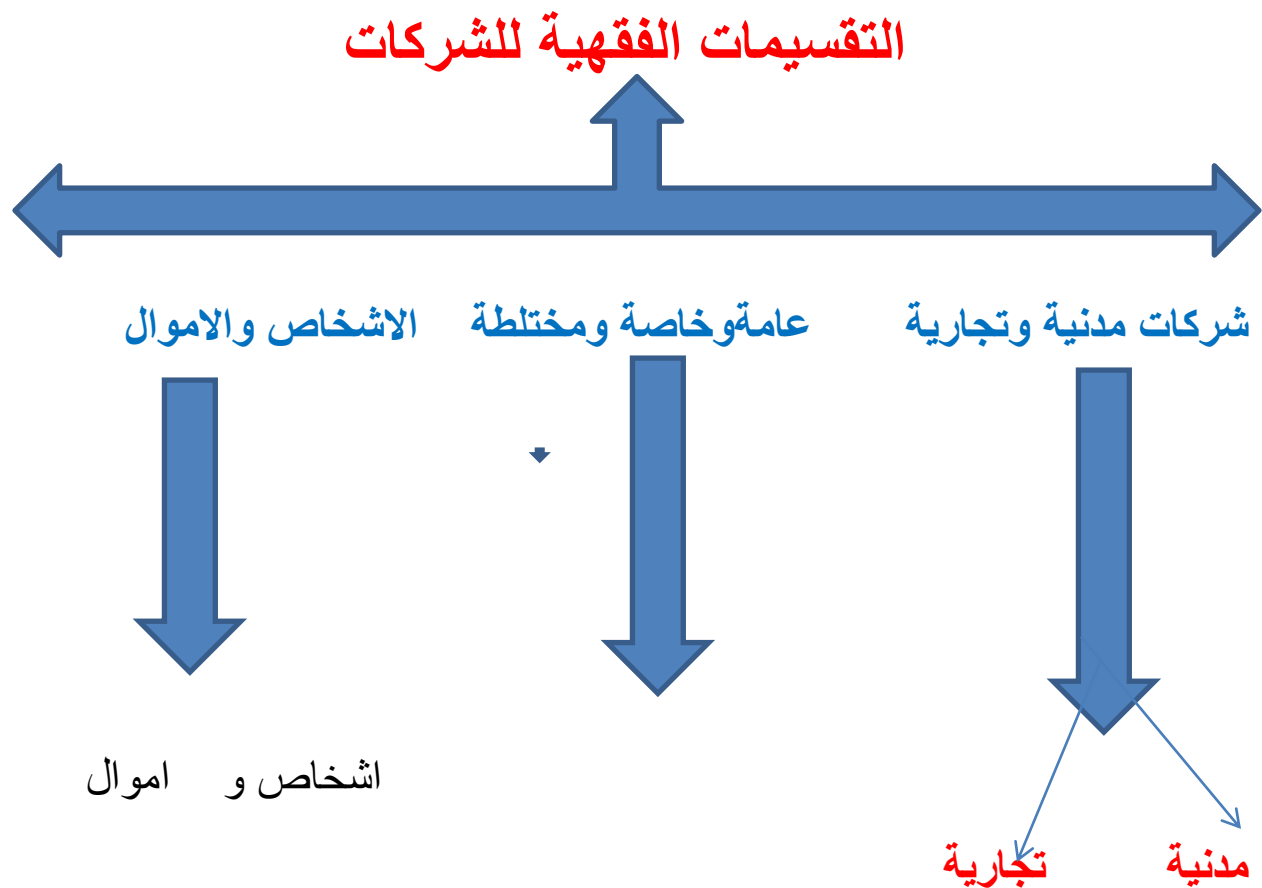 التقسيمات الفقهية للشركات
شركات مدنية وتجارية عامةوخاصة ومختلطة الاشخاص والاموال
اشخاص و اموال
مدنية تجارية